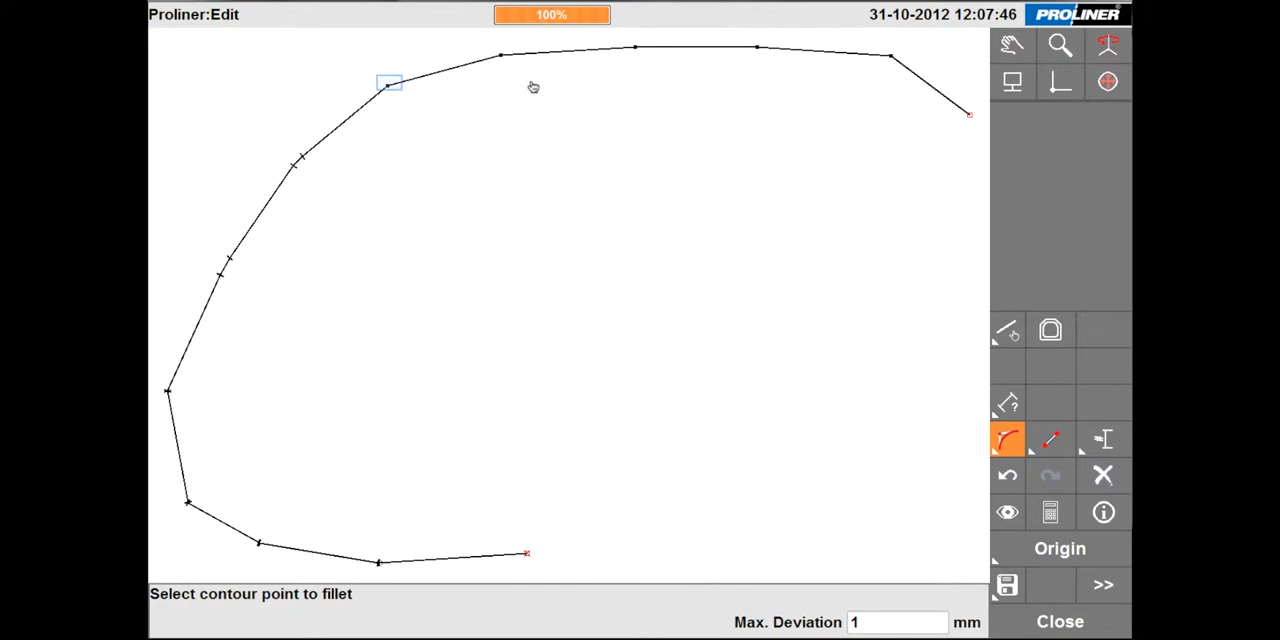 Proliner:Edit
100%
31-10-2012 12:07:46
PROLINER
?
#
i
Origin
>>
Close
Select contour point to fillet
Max. Deviation 1 mm